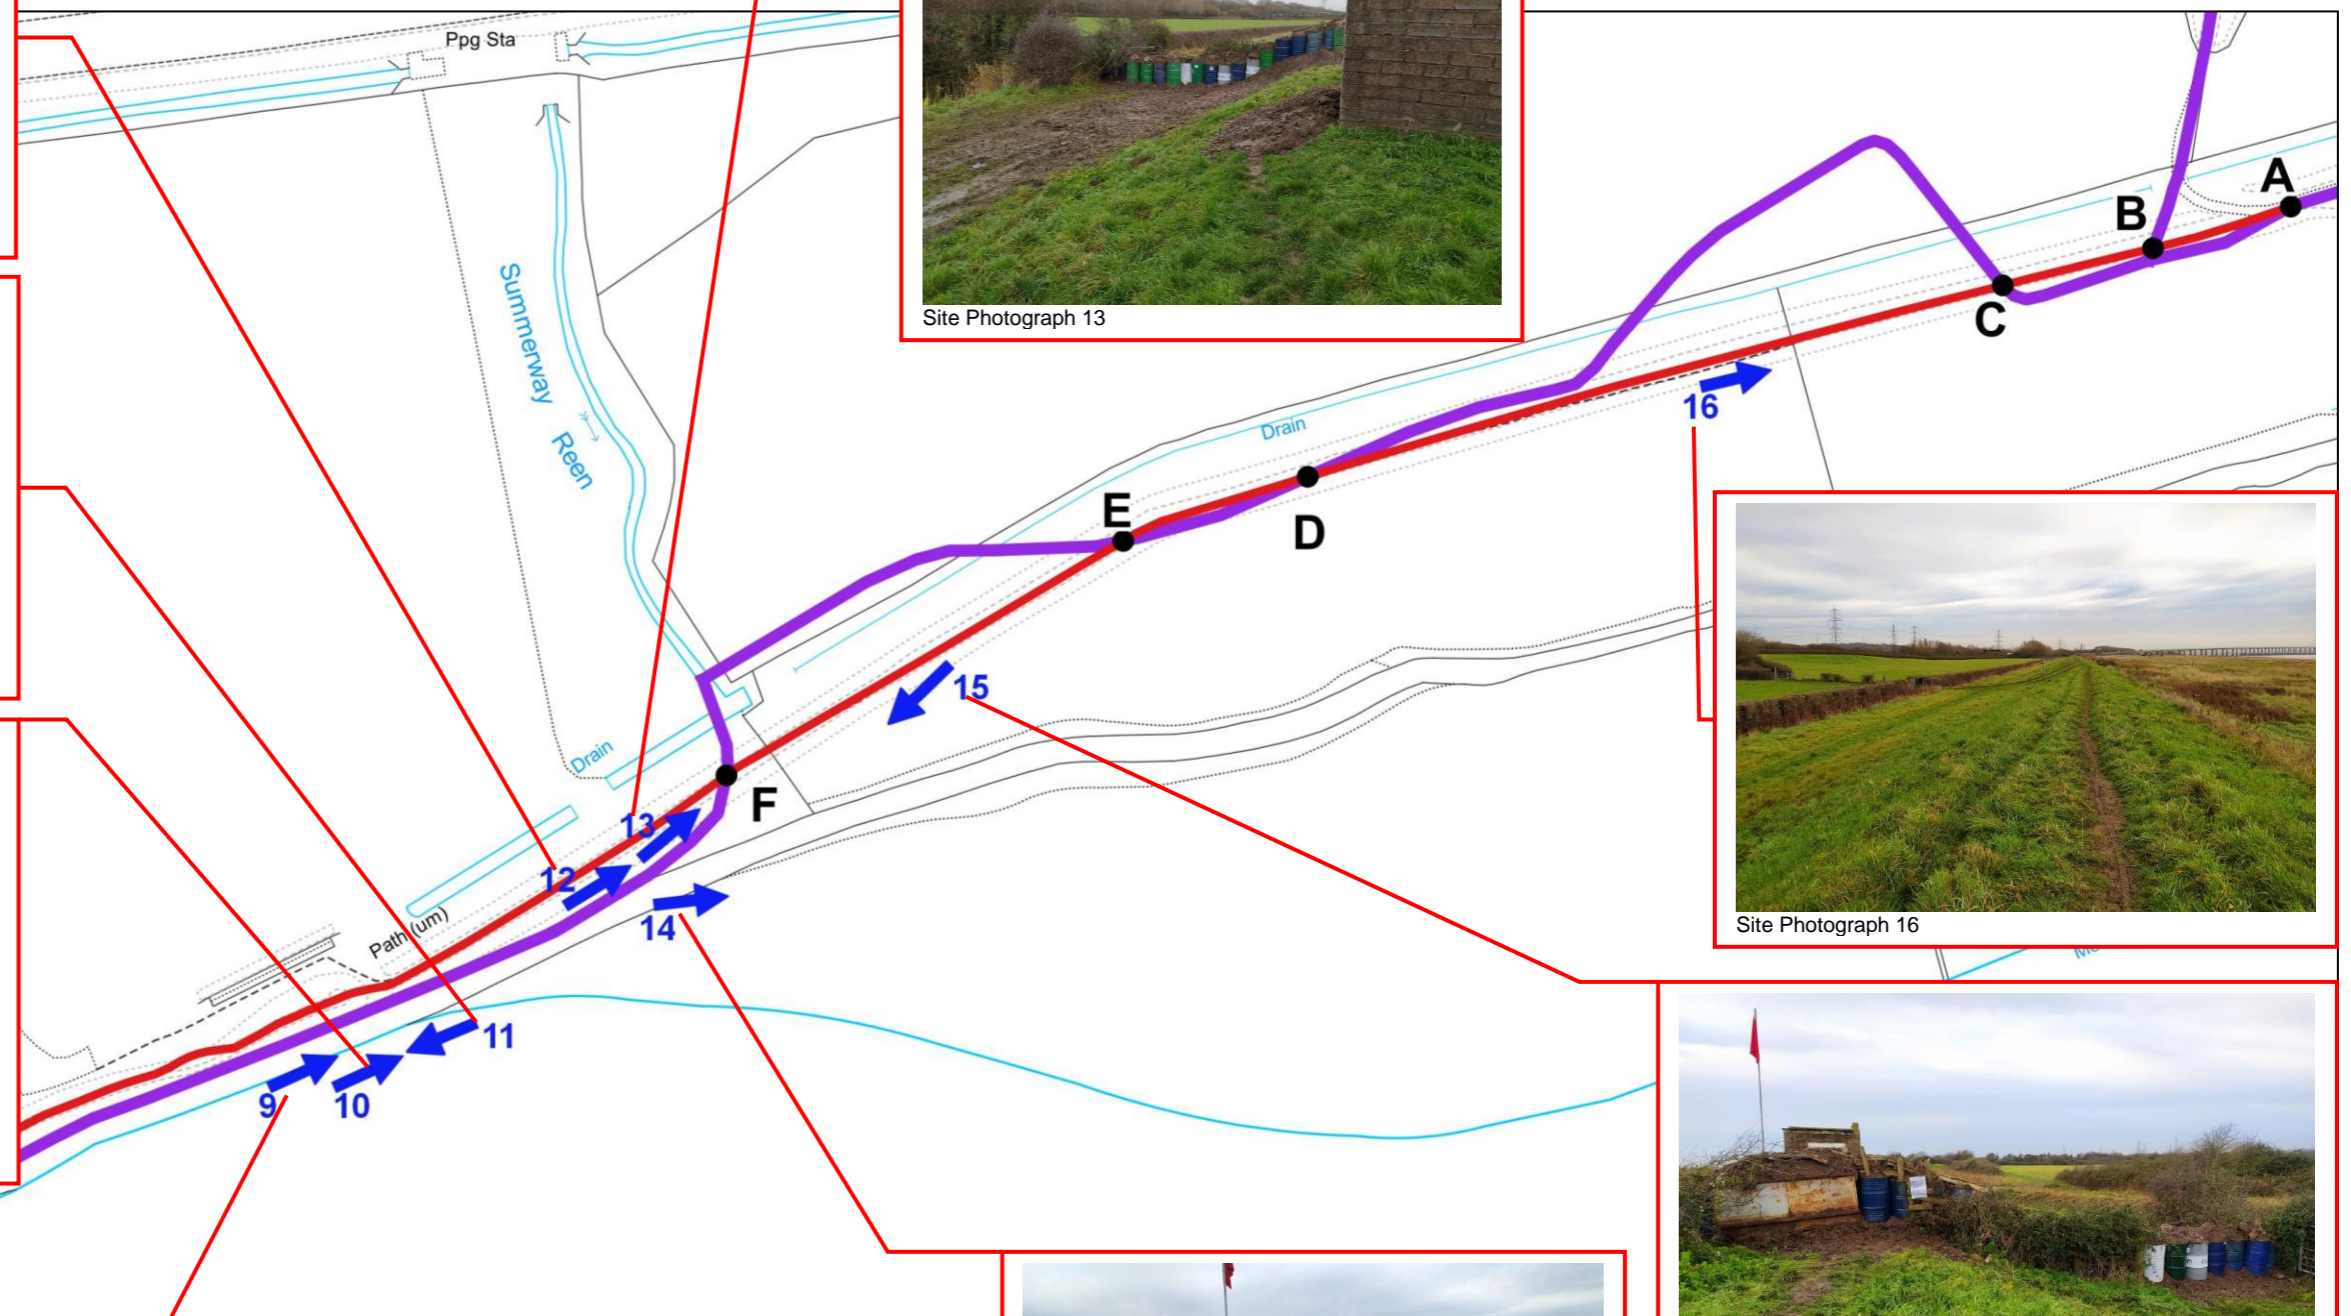 Ppg Sta
Site Photograph 13
A
B
C
Summerway
Reen
16
Drain
E
D
15
Drain
F
13
12
14
Path (um)
Site Photograph 16
11
9
10